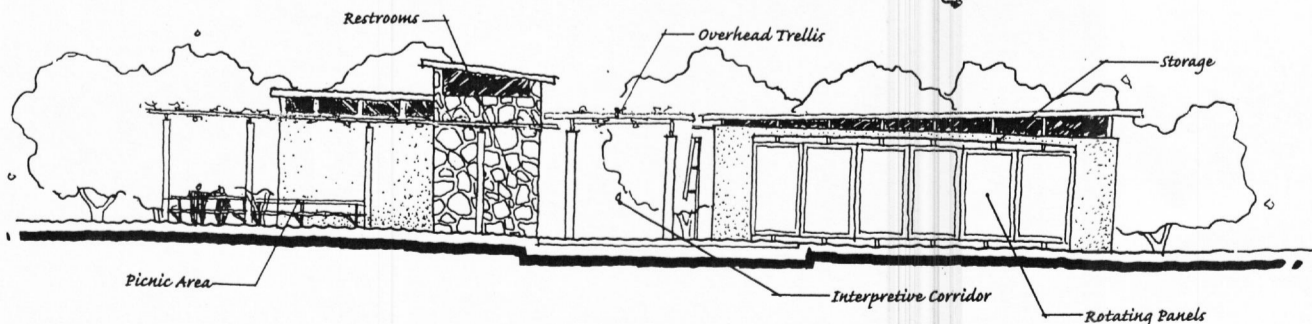 Restrooms
Overhead Trellis
Storage
Picnic Area
Interpretive Corridor
Rotating Panels